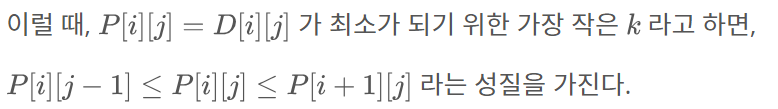 이럴 때, P[i][j] = D[i][j] 가 최소가 되기 위한 가장 작은 k 라고 하면,
P[i][j − 1] ≤ P[i][j] ≤ P[i + 1][j] 라는 성질을 가진다.